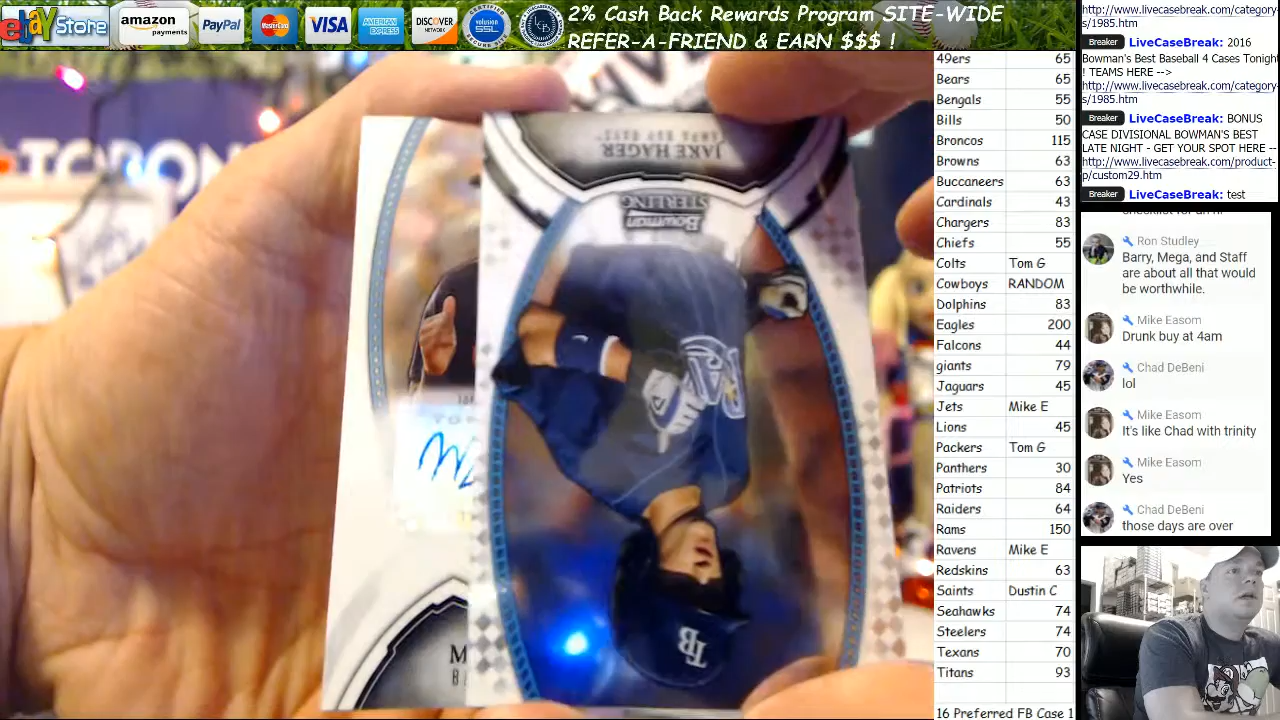 ebay Store
amazon payments
PayPal
MasterCard
VISA
AMERICAN EXPRESS
DISCOVER NETWORK
volusion SSL
LCB
2% Cash Back Rewards Program SITE-WIDE
REFER-A-FRIEND & EARN $$$ !
JAKE HAGER
Bowman
STERLING
RAYS
TB
M
49ers 65
Bears 65
Bengals 55
Bills 50
Broncos 115
Browns 63
Buccaneers 63
Cardinals 43
Chargers 83
Chiefs 55
Colts Tom G
Cowboys RANDOM
Dolphins 83
Eagles 200
Falcons 44
giants 79
Jaguars 45
Jets Mike E
Lions 45
Packers Tom G
Panthers 30
Patriots 84
Raiders 64
Rams 150
Ravens Mike E
Redskins 63
Saints Dustin C
Seahawks 74
Steelers 74
Texans 70
Titans 93
16 Preferred FB Case 1
http://www.livecasebreak.com/category-
s/1985.htm
Breaker LiveCaseBreak: 2016
Bowman's Best Baseball 4 Cases Tonight
! TEAMS HERE -->
http://www.livecasebreak.com/category-
s/1985.htm
Breaker LiveCaseBreak: BONUS
CASE DIVISIONAL BOWMAN'S BEST
LATE NIGHT - GET YOUR SPOT HERE --
http://www.livecasebreak.com/product-
p/custom29.htm
Breaker LiveCaseBreak: test
Ron Studley
Barry, Mega, and Staff
are about all that would
be worthwhile.
Mike Easom
Drunk buy at 4am
Chad DeBeni
lol
Mike Easom
It's like Chad with trinity
Mike Easom
Yes
Chad DeBeni
those days are over